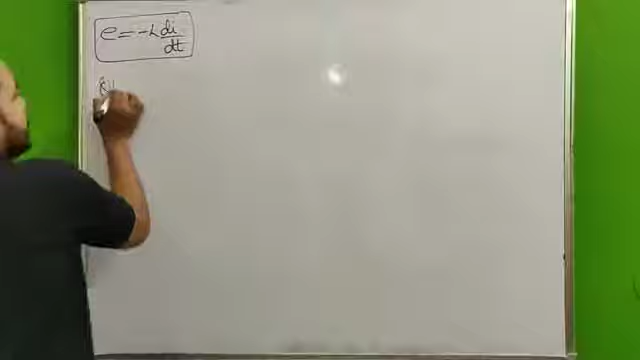 e = -L di/dt